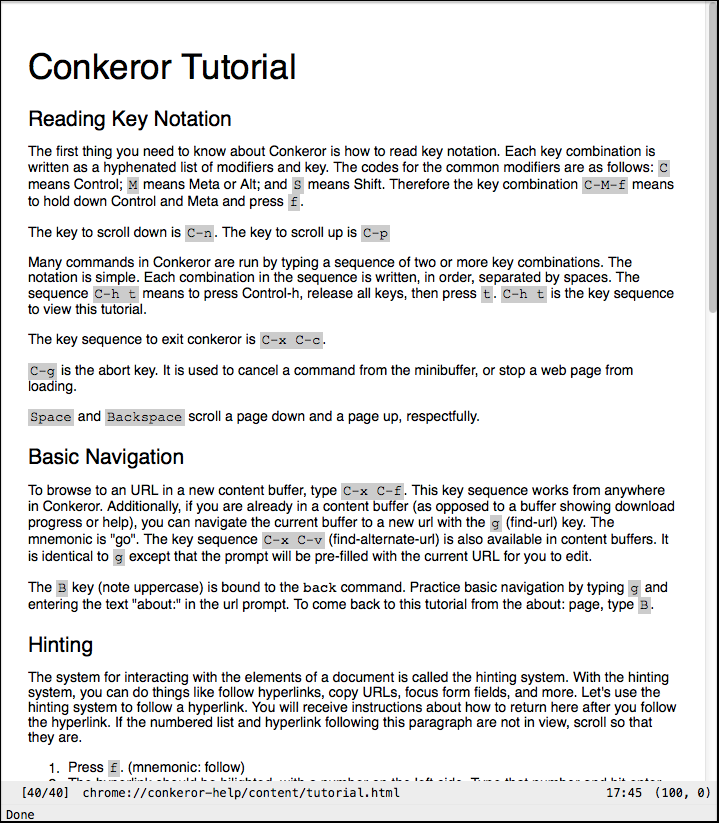 Conkeror Tutorial
Reading Key Notation
The first thing you need to know about Conkeror is how to read key notation. Each key combination is
written as a hyphenated list of modifiers and key. The codes for the common modifiers are as follows: C
means Control; M means Meta or Alt; and S means Shift. Therefore the key combination C-M-f means
to hold down Control and Meta and press f.
The key to scroll down is C-n. The key to scroll up is C-p
Many commands in Conkeror are run by typing a sequence of two or more key combinations. The
notation is simple. Each combination in the sequence is written, in order, separated by spaces. The
sequence C-h t means to press Control-h, release all keys, then press t. C-h t is the key sequence
to view this tutorial.
The key sequence to exit conkeror is C-x C-c.
C-g is the abort key. It is used to cancel a command from the minibuffer, or stop a web page from
loading.
Space and Backspace scroll a page down and a page up, respectfully.
Basic Navigation
To browse to an URL in a new content buffer, type C-x C-f. This key sequence works from anywhere
in Conkeror. Additionally, if you are already in a content buffer (as opposed to a buffer showing download
progress or help), you can navigate the current buffer to a new url with the g (find-url) key. The
mnemonic is "go". The key sequence C-x C-v (find-alternate-url) is also available in content buffers. It
is identical to g except that the prompt will be pre-filled with the current URL for you to edit.
The B key (note uppercase) is bound to the back command. Practice basic navigation by typing g and
entering the text "about:" in the url prompt. To come back to this tutorial from the about: page, type B.
Hinting
The system for interacting with the elements of a document is called the hinting system. With the hinting
system, you can do things like follow hyperlinks, copy URLs, focus form fields, and more. Let's use the
hinting system to follow a hyperlink. You will receive instructions about how to return here after you follow
the hyperlink. If the numbered list and hyperlink following this paragraph are not in view, scroll so that
they are.
1. Press f. (mnemonic: follow)
2. The hyperlink should be hilighted, with a number on the left side. Type that number and hit enter
[40/40] chrome://conkeror-help/content/tutorial.html 17:45 (100, 0)
Done